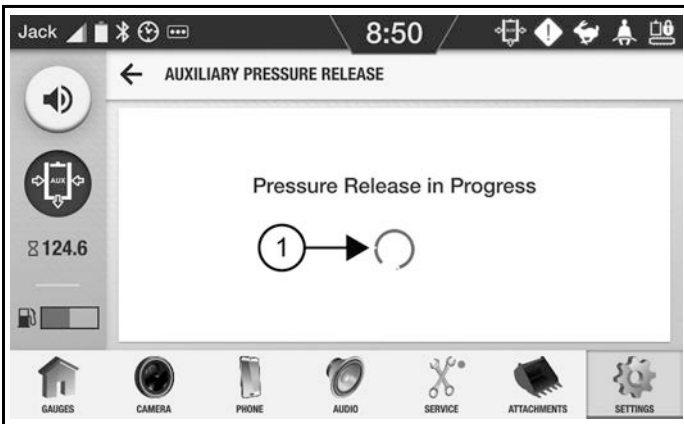 Jack 8:50
AUXILIARY PRESSURE RELEASE
AUX
124.6
Pressure Release in Progress
1
GAUGES CAMERA PHONE AUDIO SERVICE ATTACHMENTS SETTINGS